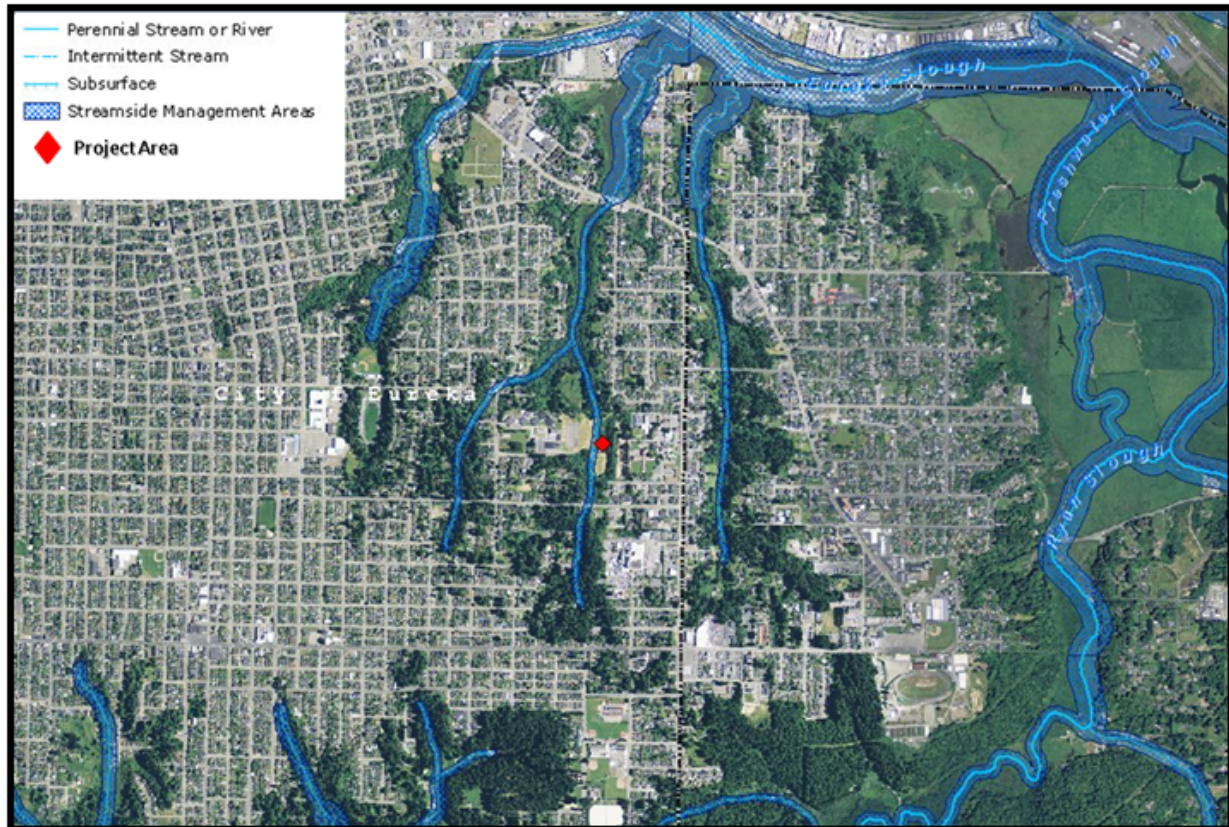 Perennial Stream or River
Intermittent Stream
Subsurface
Streamside Management Areas
Project Area
Eureka Slough
Freshwater Slough
City of Eureka
Ryan Slough